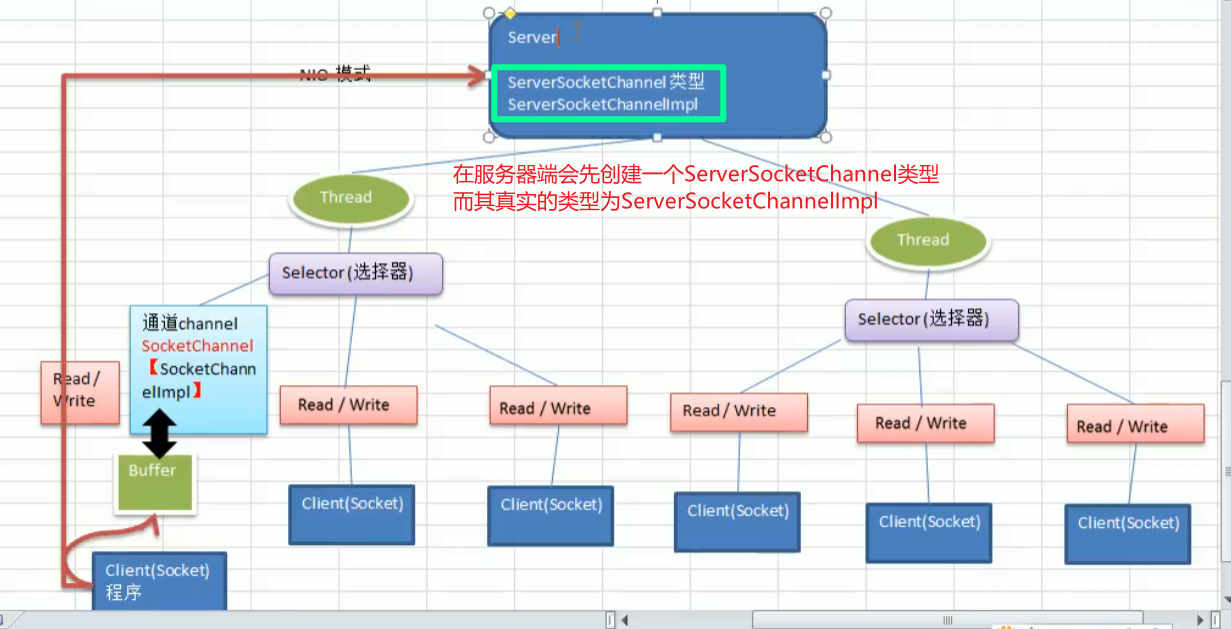 Server
NIO 模式
ServerSocketChannel 类型
ServerSocketChannelImpl
在服务器端会先创建一个ServerSocketChannel类型
而其真实的类型为ServerSocketChannelImpl
Thread
Thread
Selector(选择器)
Selector(选择器)
通道channel
SocketChannel
【SocketChann
elImpl】
Read/
Write
Read / Write
Read / Write
Read / Write
Read / Write
Read / Write
Buffer
Client(Socket)
Client(Socket)
Client(Socket)
Client(Socket)
Client(Socket)
Client(Socket)
程序